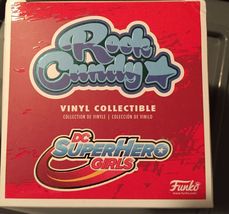 Rock
Candy
VINYL COLLECTIBLE
COLLECTION DE VINYLE | COLECCIÓN DE VINILO
DC
SUPERHERO
GIRLS
Funko